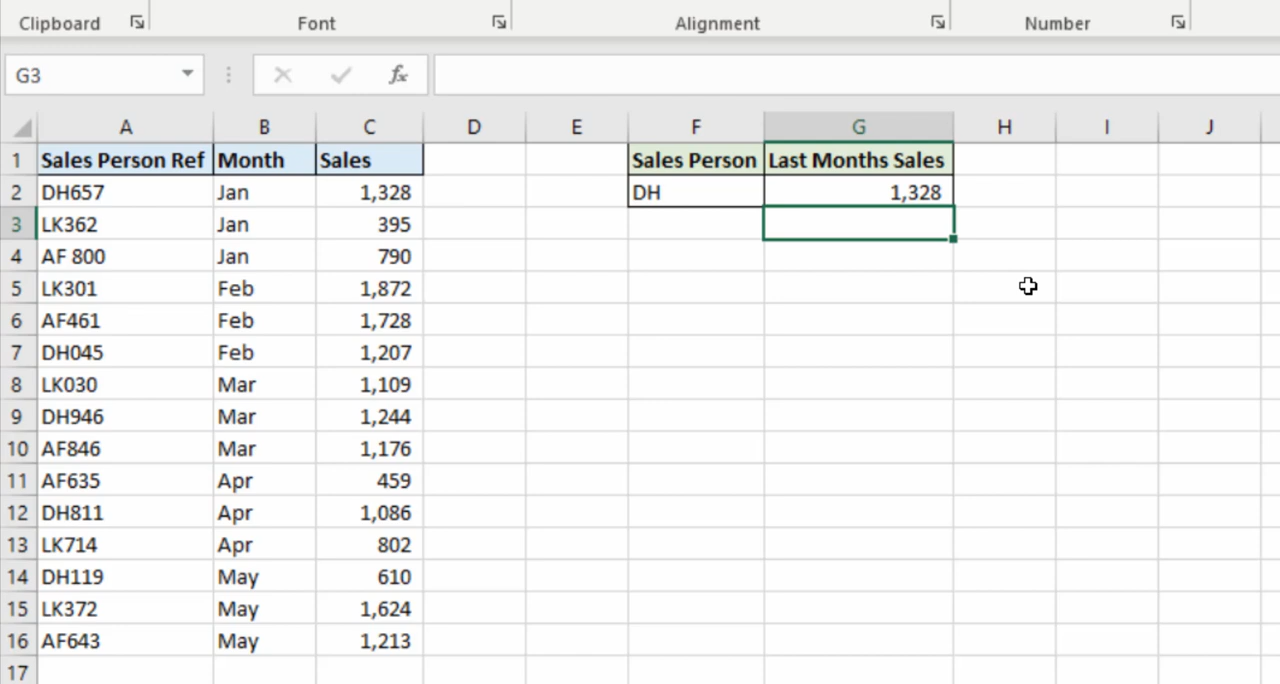 Clipboard Font Alignment Number
G3 fx
A B C D E F G H I J
1 Sales Person Ref Month Sales Sales Person Last Months Sales
2 DH657 Jan 1,328 DH 1,328
3 LK362 Jan 395
4 AF 800 Jan 790
5 LK301 Feb 1,872
6 AF461 Feb 1,728
7 DH045 Feb 1,207
8 LK030 Mar 1,109
9 DH946 Mar 1,244
10 AF846 Mar 1,176
11 AF635 Apr 459
12 DH811 Apr 1,086
13 LK714 Apr 802
14 DH119 May 610
15 LK372 May 1,624
16 AF643 May 1,213
17